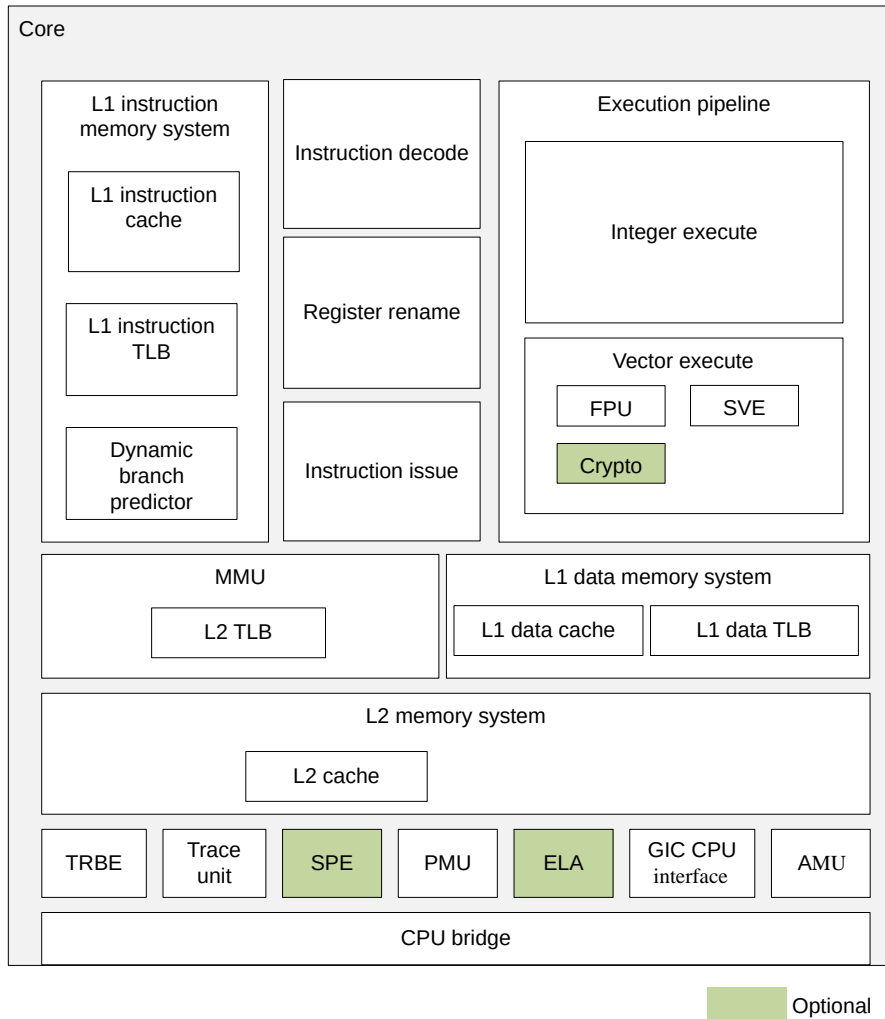 Core
L1 instruction
memory system
L1 instruction
cache
L1 instruction
TLB
Dynamic
branch
predictor
Instruction decode
Register rename
Instruction issue
Execution pipeline
Integer execute
Vector execute
FPU
SVE
Crypto
MMU
L2 TLB
L1 data memory system
L1 data cache
L1 data TLB
L2 memory system
L2 cache
TRBE
Trace
unit
SPE
PMU
ELA
GIC CPU
interface
AMU
CPU bridge
Optional